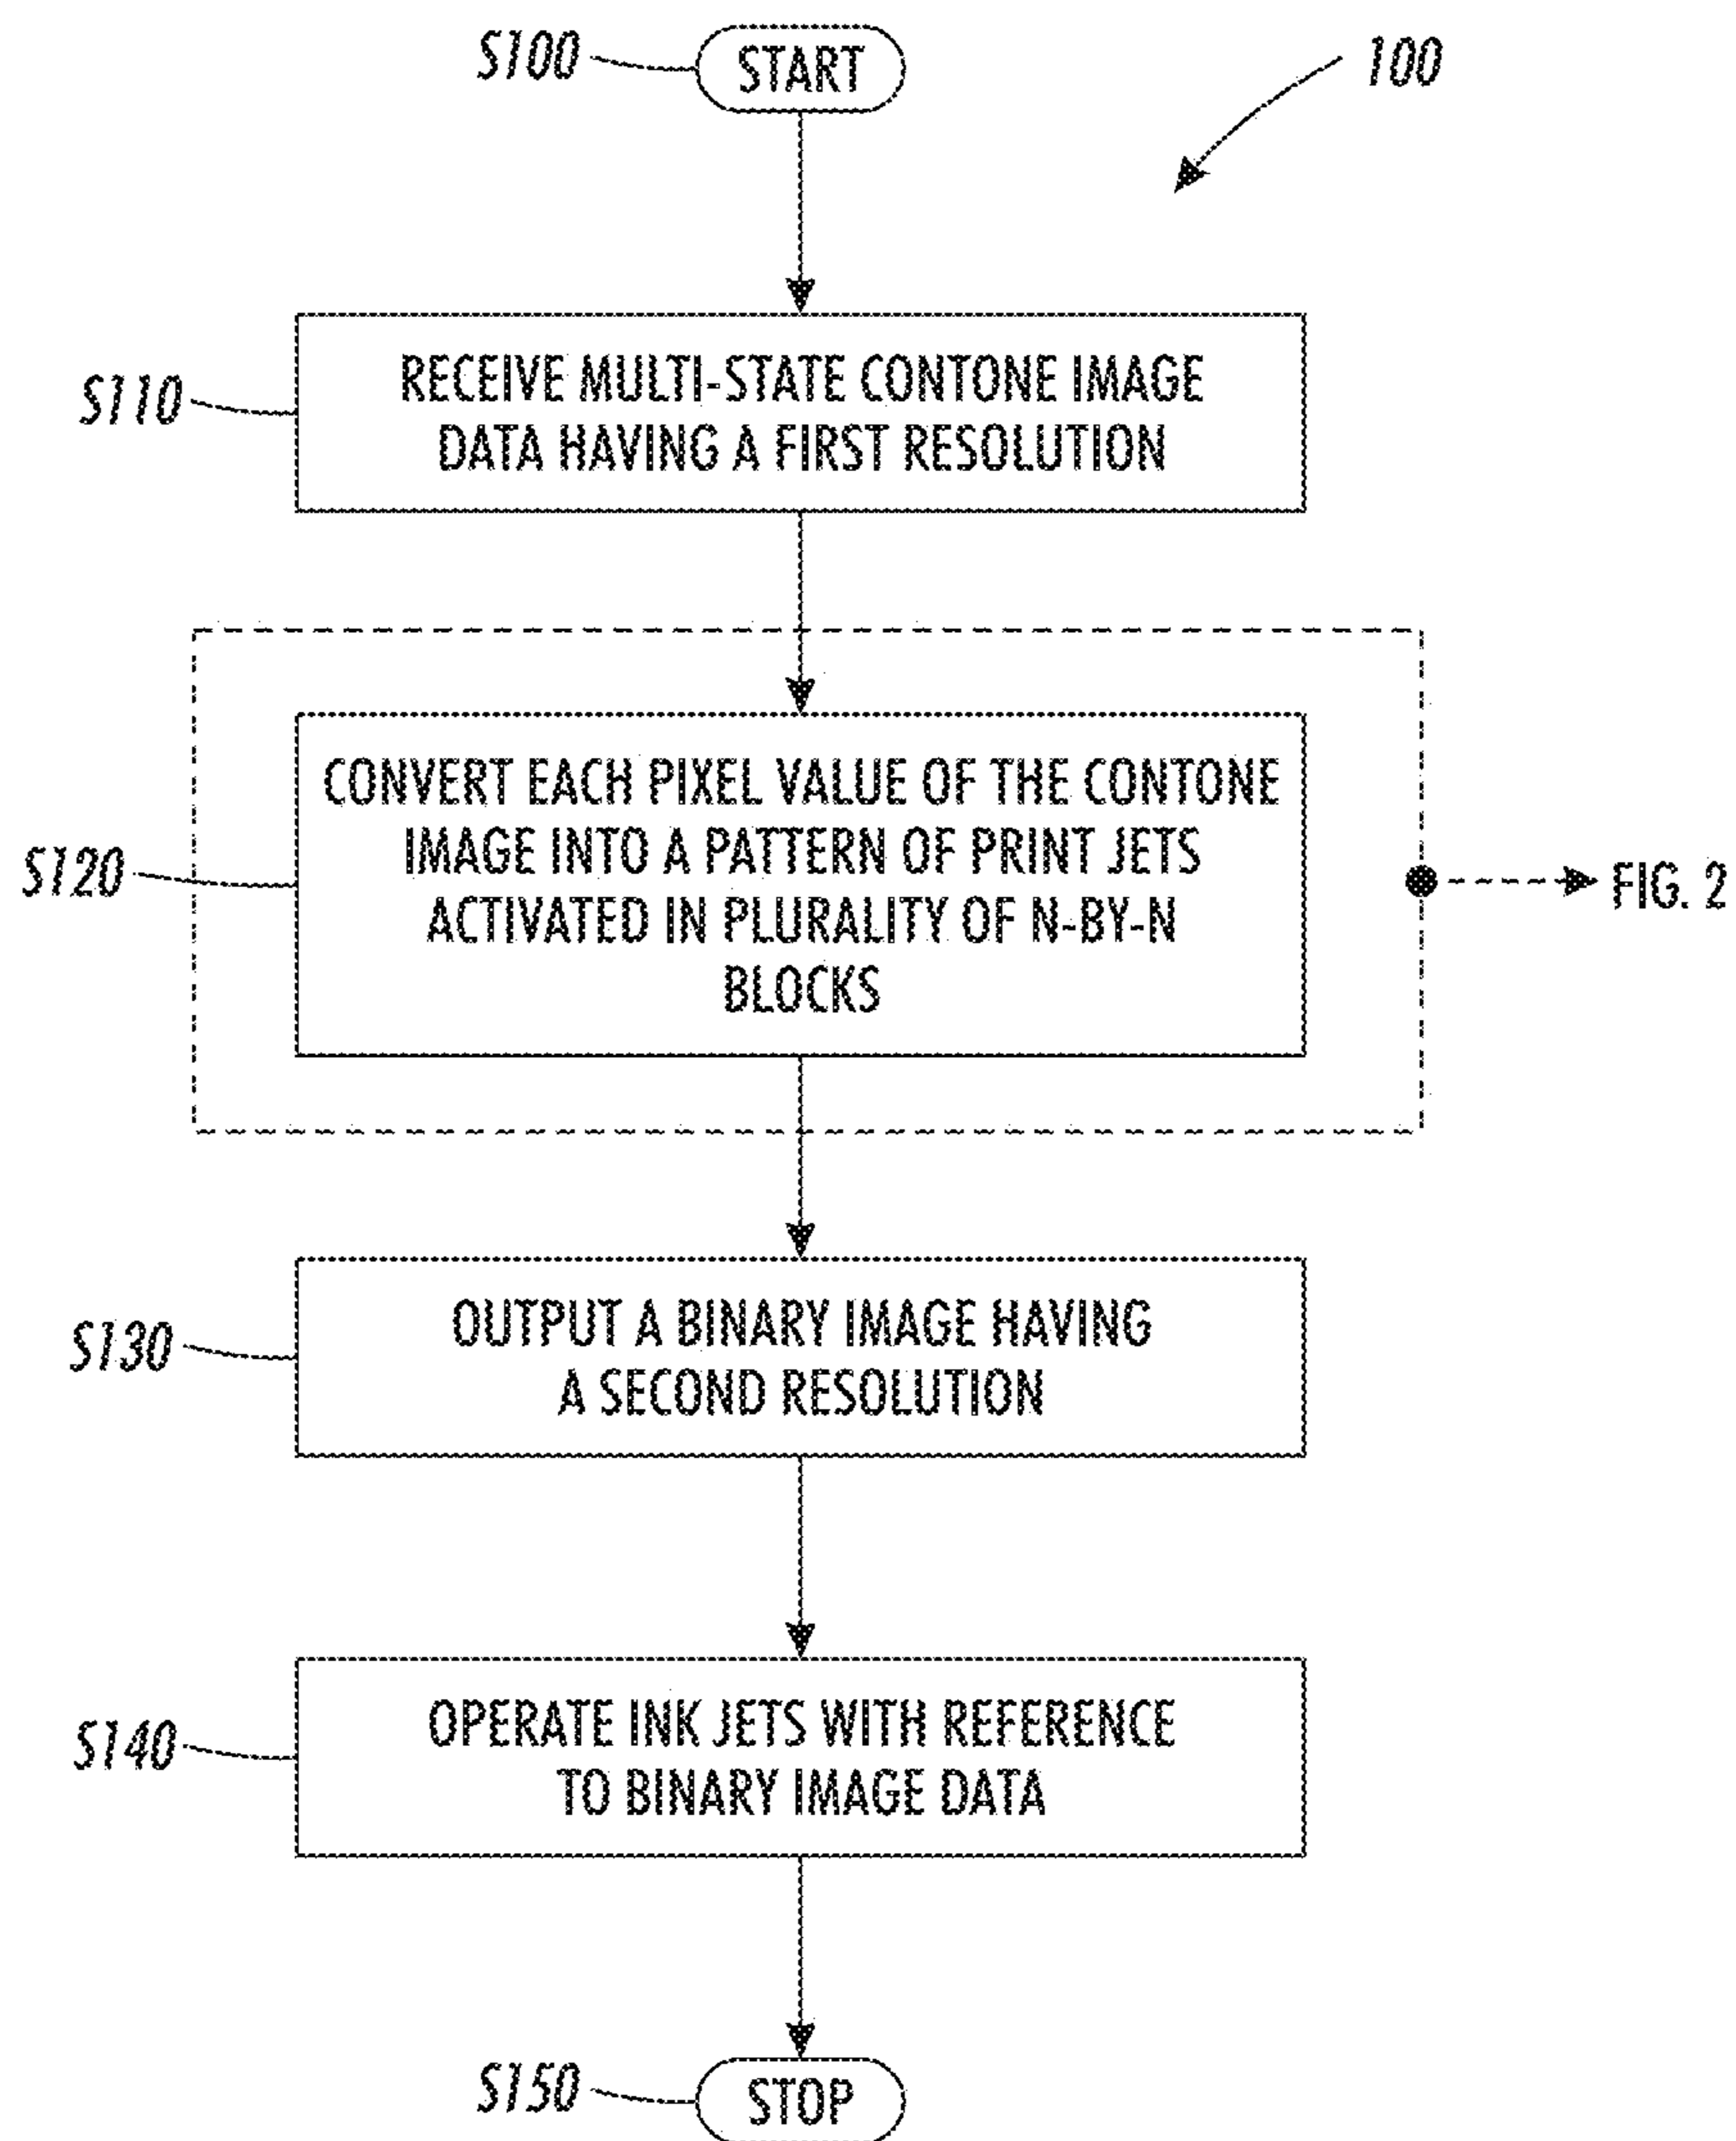 S100
START
100
S110
RECEIVE MULTI-STATE CONTONE IMAGE
DATA HAVING A FIRST RESOLUTION
S120
CONVERT EACH PIXEL VALUE OF THE CONTONE
IMAGE INTO A PATTERN OF PRINT JETS
ACTIVATED IN PLURALITY OF N-BY-N
BLOCKS
FIG. 2
S130
OUTPUT A BINARY IMAGE HAVING
A SECOND RESOLUTION
S140
OPERATE INK JETS WITH REFERENCE
TO BINARY IMAGE DATA
S150
STOP